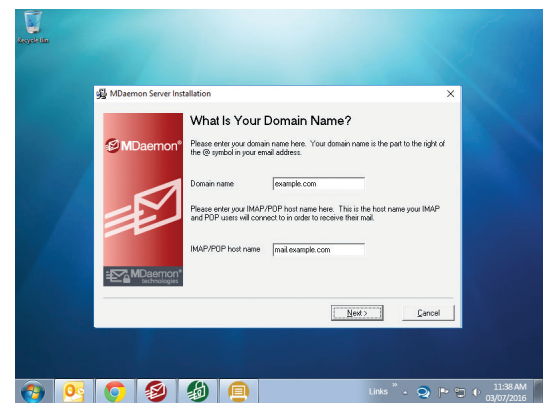 Recycle Bin
MDaemon Server Installation
What Is Your Domain Name?
MDaemon®
Please enter your domain name here. Your domain name is the part to the right of
the @ symbol in your email address.
Domain name
example.com
Please enter your IMAP/POP host name here. This is the host name your IMAP
and POP users will connect to in order to receive their mail.
IMAP/POP host name
mail.example.com
MDaemon®
technologies
Next >
Cancel
Links
11:38 AM
03/07/2016